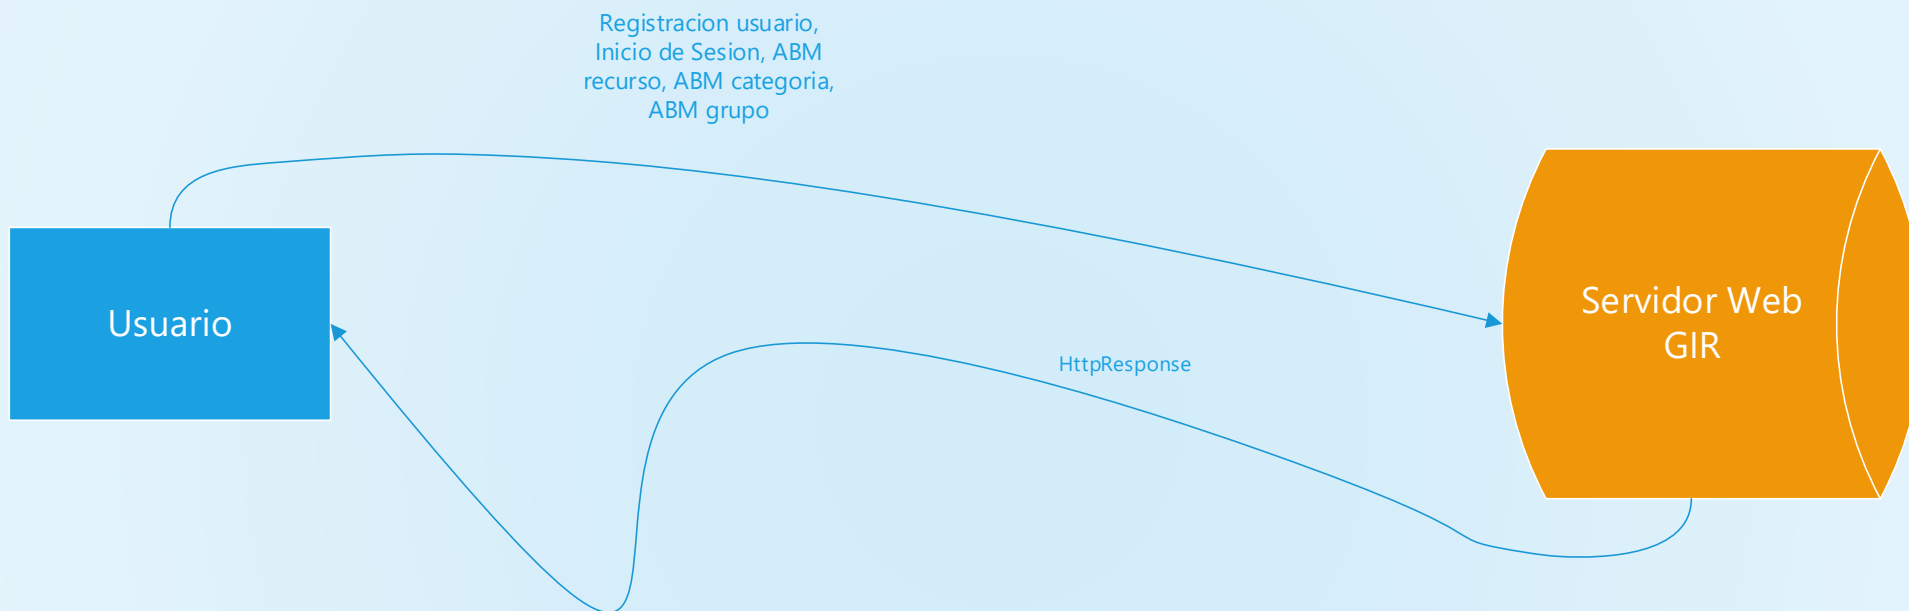 Registracion usuario,
Inicio de Sesion, ABM
recurso, ABM categoria,
ABM grupo
Usuario
Servidor Web
GIR
HttpResponse